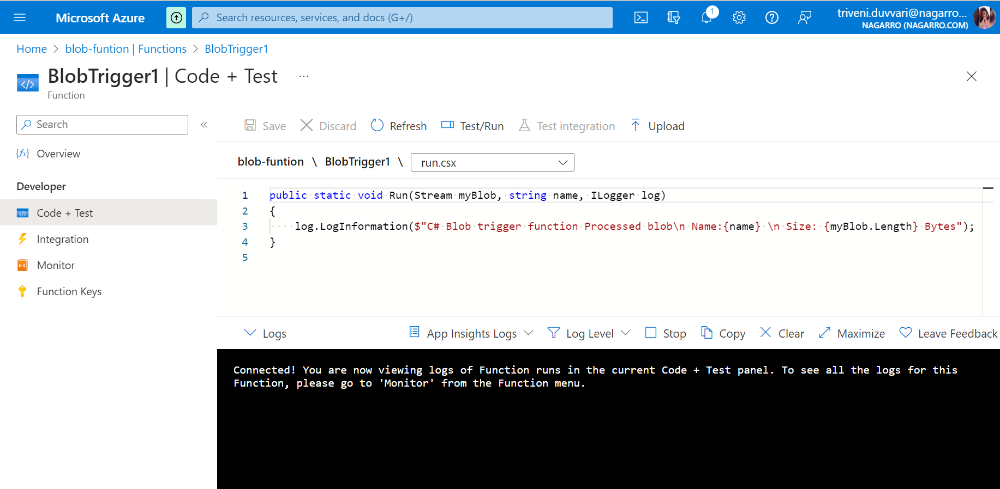 Microsoft Azure
Search resources, services, and docs (G+/)
1
triveni.duvvari@nagarro...
NAGARRO (NAGARRO.COM)
Home > blob-funtion | Functions > BlobTrigger1
BlobTrigger1 | Code + Test ...
Function
Search
«
Overview
Developer
Code + Test
Integration
Monitor
Function Keys
Save Discard Refresh Test/Run Test integration Upload
blob-funtion \ BlobTrigger1 \ run.csx
1 public static void Run(Stream myBlob, string name, ILogger log)
2 {
3 log.LogInformation($"C# Blob trigger function Processed blob\n Name:{name} \n Size: {myBlob.Length} Bytes");
4 }
5
Logs App Insights Logs Log Level Stop Copy Clear Maximize Leave Feedback
Connected! You are now viewing logs of Function runs in the current Code + Test panel. To see all the logs for this
Function, please go to 'Monitor' from the Function menu.